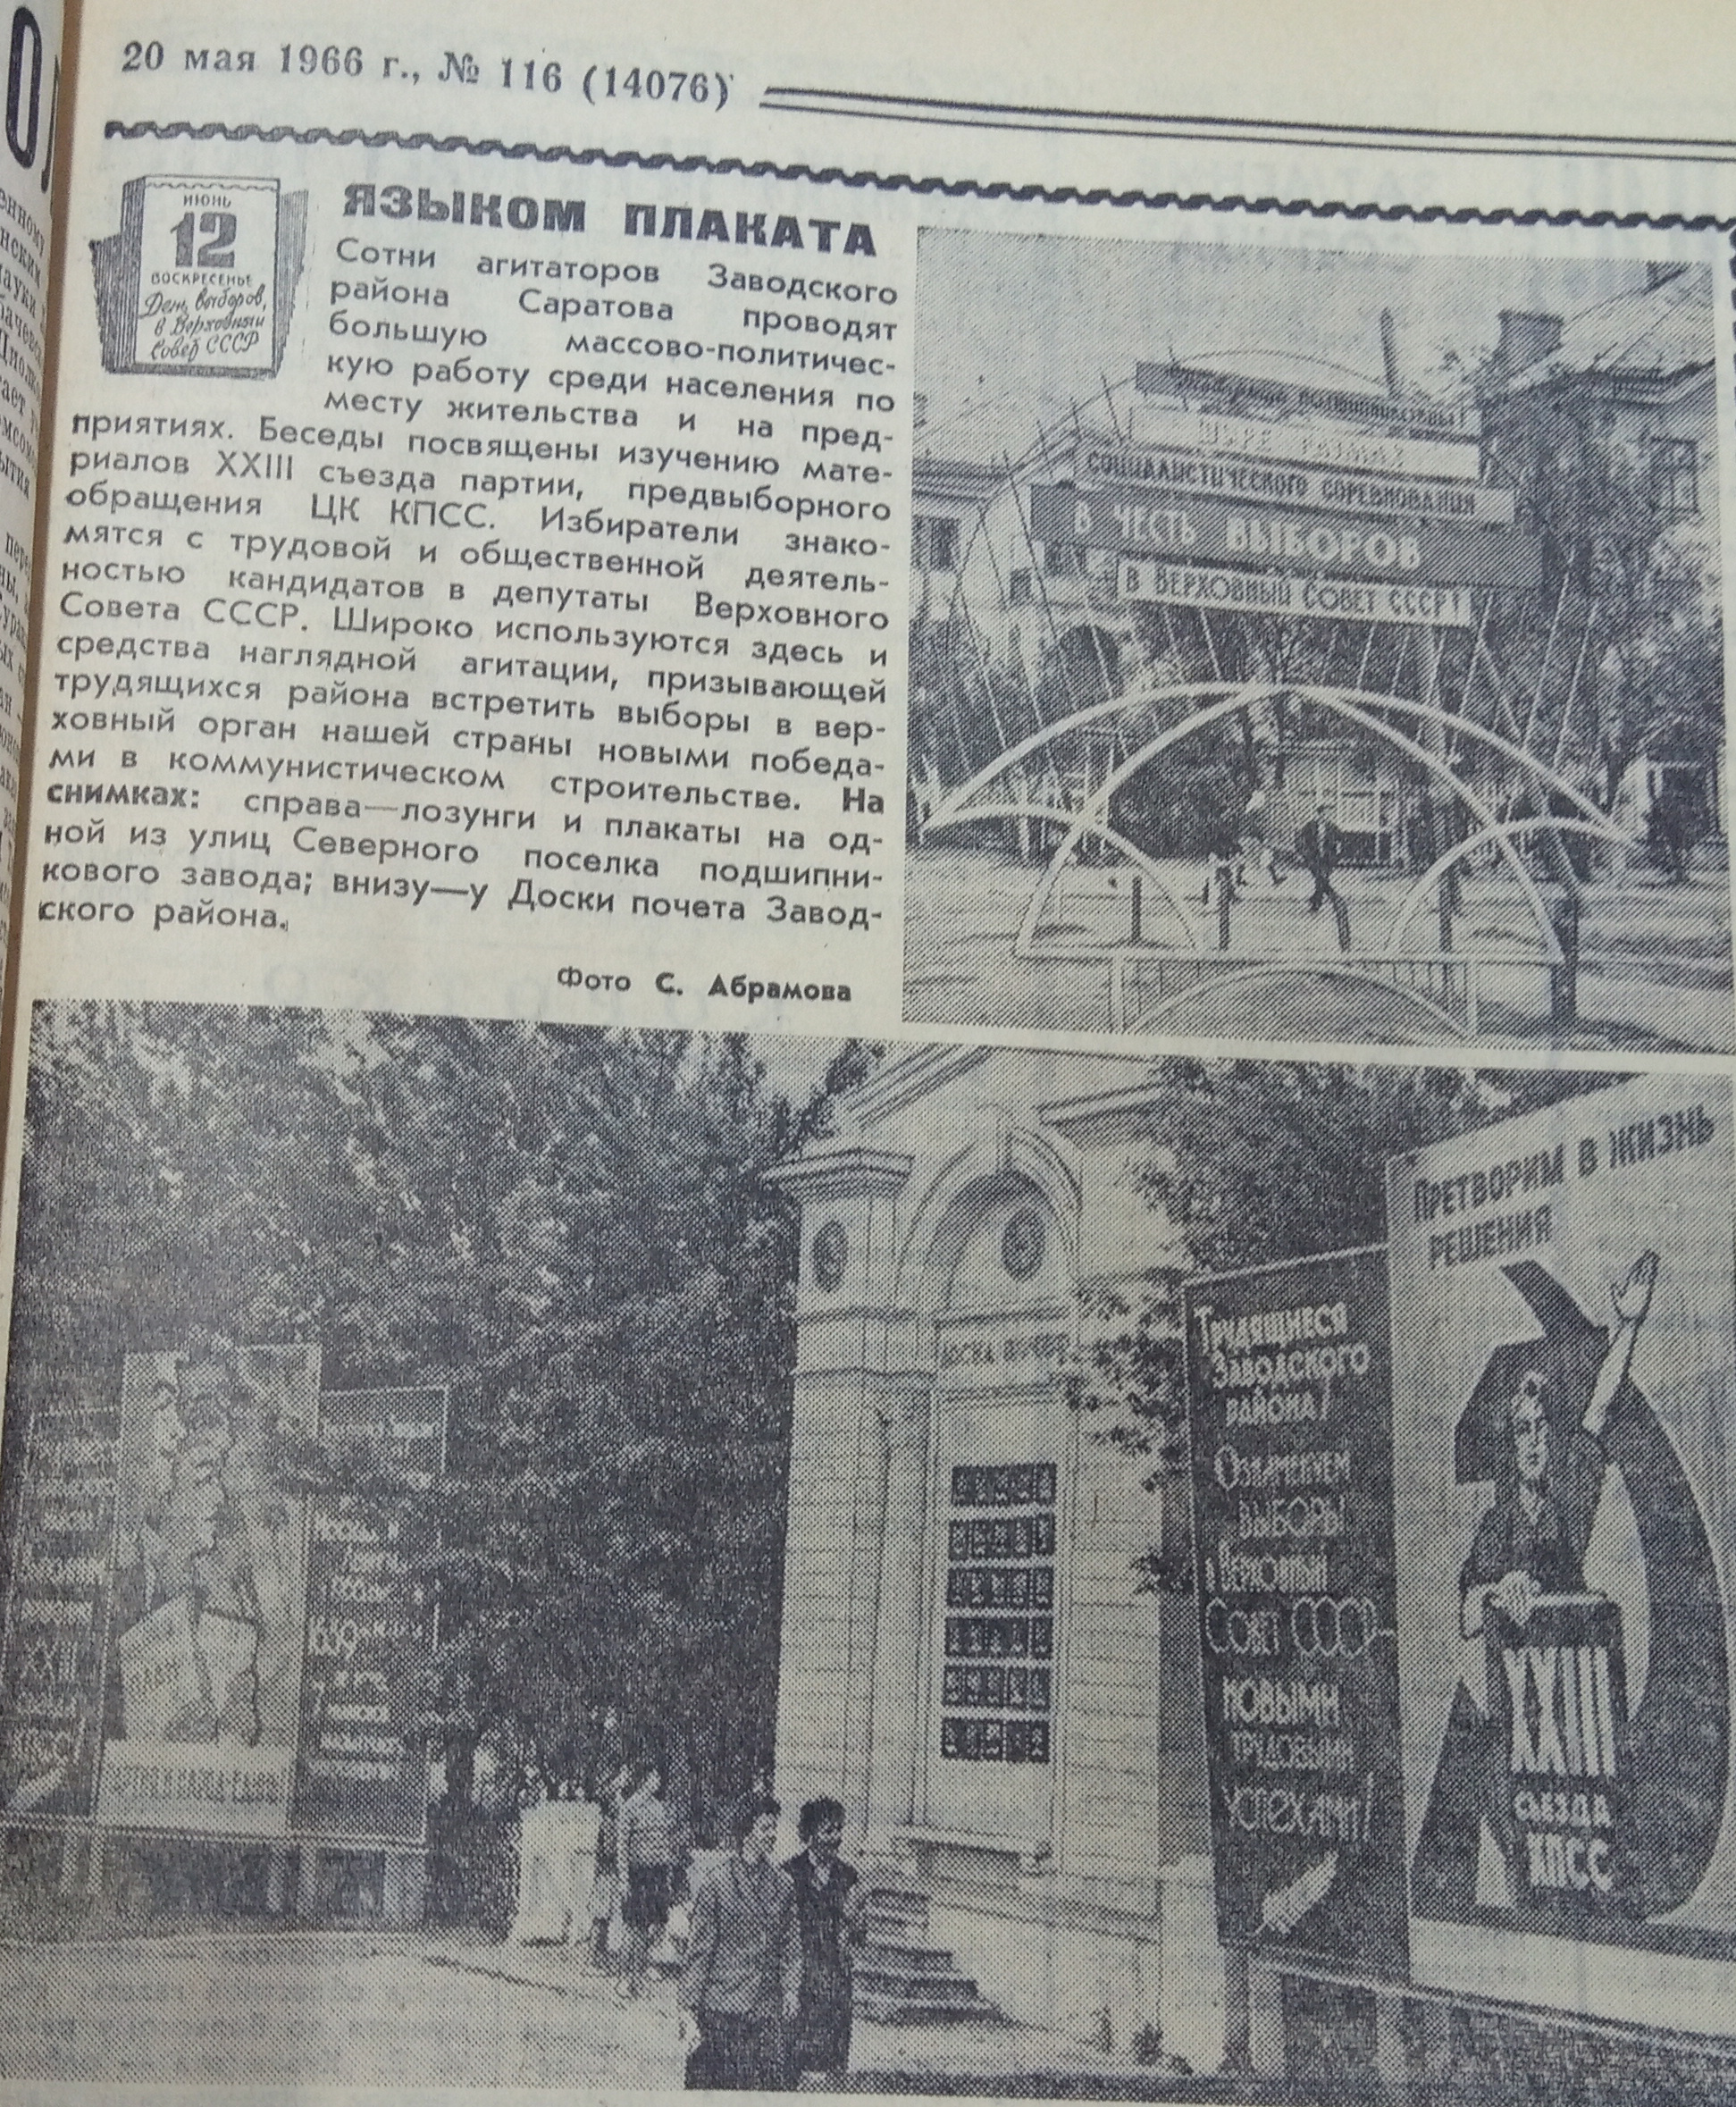 20 мая 1966 г., № 116 (14076)
ИЮНЬ
12
ВОСКРЕСЕНЬЕ
День выборов
в Верховный
Совет СССР
ЯЗЫКОМ ПЛАКАТА
Сотни агитаторов Заводского
района Саратова проводят
большую массово-политичес-
кую работу среди населения по
месту жительства и на пред-
приятиях. Беседы посвящены изучению мате-
риалов XXIII съезда партии, предвыборного
обращения ЦК КПСС. Избиратели знако-
мятся с трудовой и общественной деятель-
ностью кандидатов в депутаты Верховного
Совета СССР. Широко используются здесь и
средства наглядной агитации, призывающей
трудящихся района встретить выборы в вер-
ховный орган нашей страны новыми победа-
ми в коммунистическом строительстве. На
снимках: справа—лозунги и плакаты на од-
ной из улиц Северного поселка подшипни-
кового завода; внизу—у Доски почета Завод-
ского района.
Фото С. Абрамова
СОЦИАЛИСТИЧЕСКОГО СОРЕВНОВАНИЯ
В ЧЕСТЬ ВЫБОРОВ
В ВЕРХОВНЫЙ СОВЕТ СССР!
XXIII
ТРУДЯЩИЕСЯ
ЗАВОДСКОГО
РАЙОНА!
ОЗНАМЕНУЕМ
ВЫБОРЫ
в ВЕРХОВНЫЙ
СОВЕТ СССР
НОВЫМИ
ТРУДОВЫМИ
УСПЕХАМИ!
ПРЕТВОРИМ В ЖИЗНЬ
РЕШЕНИЯ
XXIII
СЪЕЗДА
КПСС